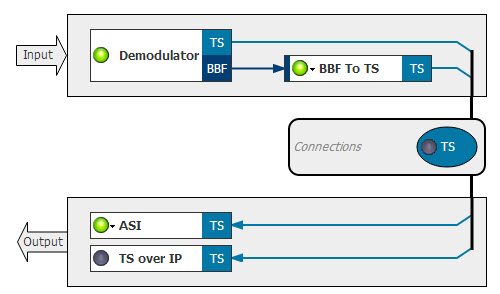 TS
Input
Demodulator
BBF
BBF To TS
TS
Connections
TS
ASI
TS
Output
TS over IP
TS